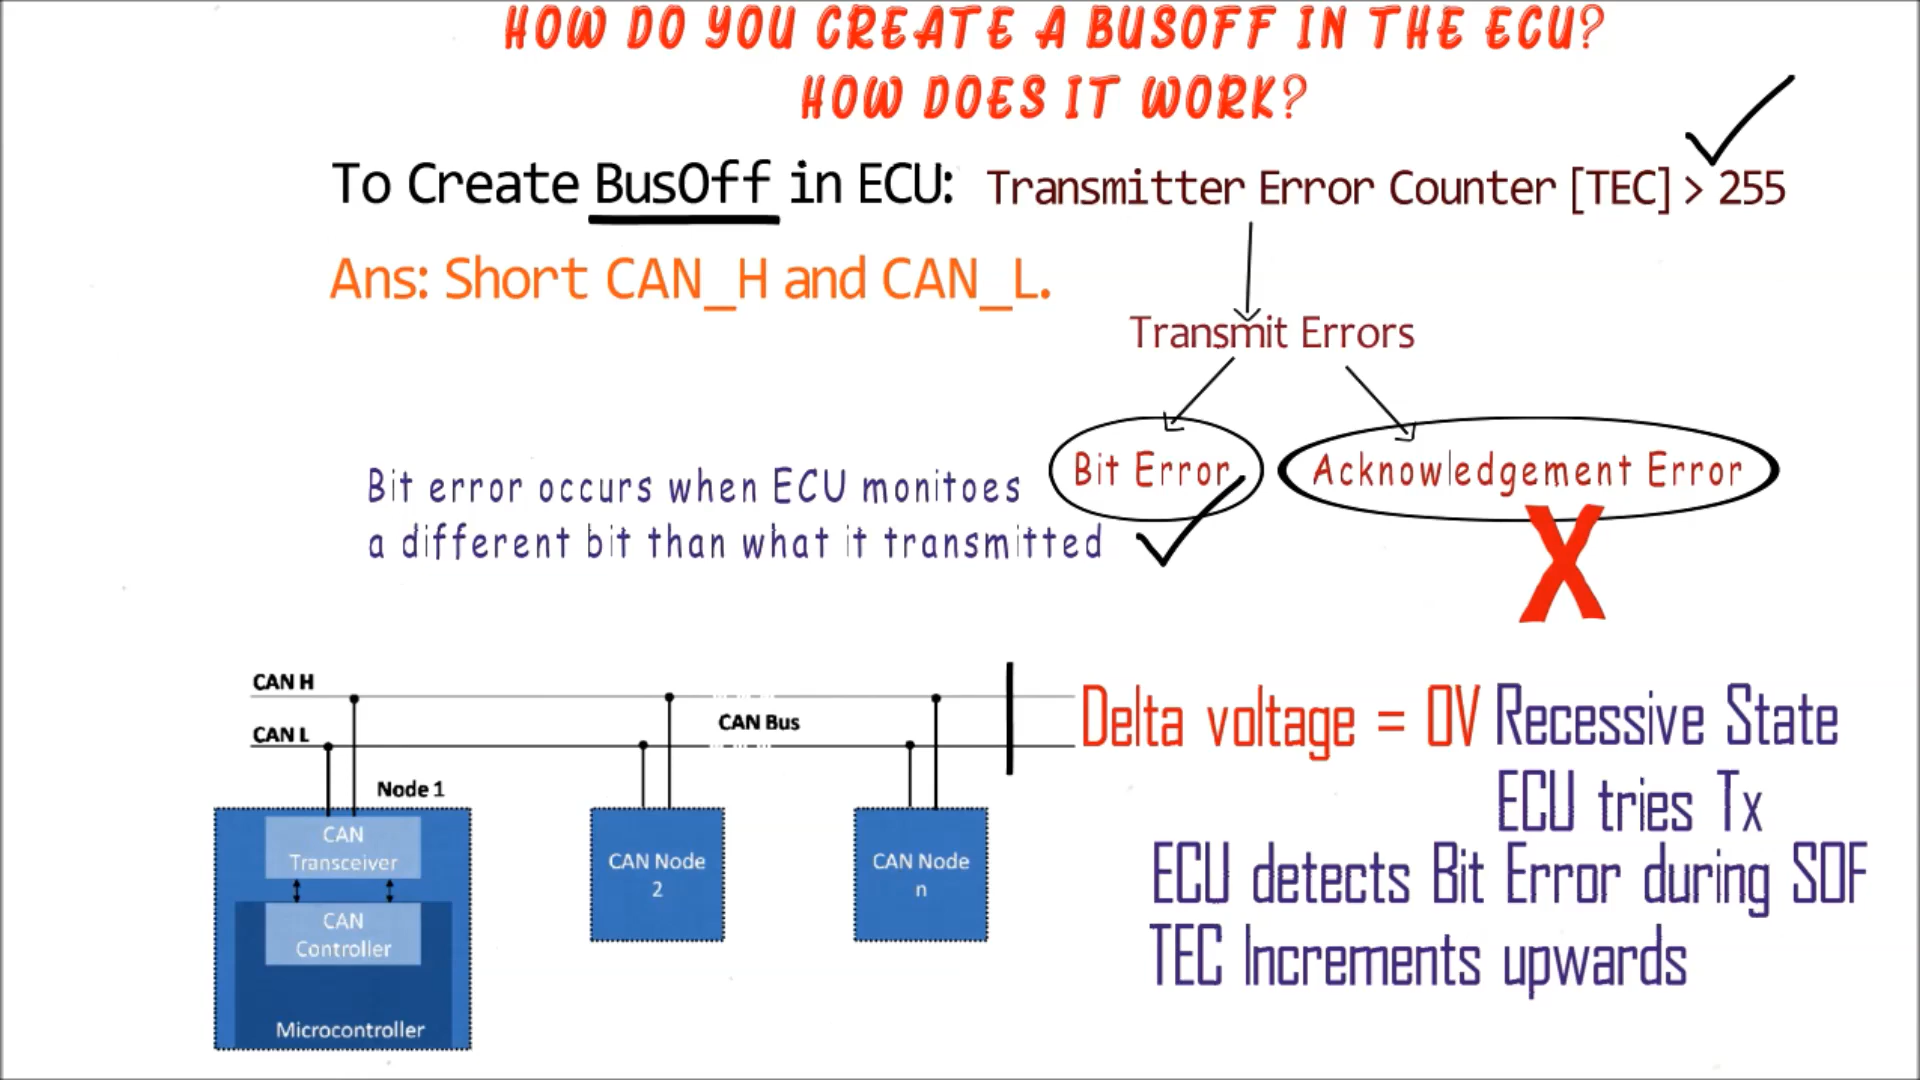 HOW DO YOU CREATE A BUSOFF IN THE ECU?
HOW DOES IT WORK?
To Create BusOff in ECU: Transmitter Error Counter [TEC] > 255
Ans: Short CAN_H and CAN_L.
Transmit Errors
Bit Error
Acknowledgement Error
Bit error occurs when ECU monitoes
a different bit than what it transmitted
X
CAN H
CAN L
CAN Bus
Node 1
CAN
Transceiver
CAN
Controller
Microcontroller
CAN Node
2
CAN Node
n
Delta voltage = 0V Recessive State
ECU tries Tx
ECU detects Bit Error during SOF
TEC Increments upwards